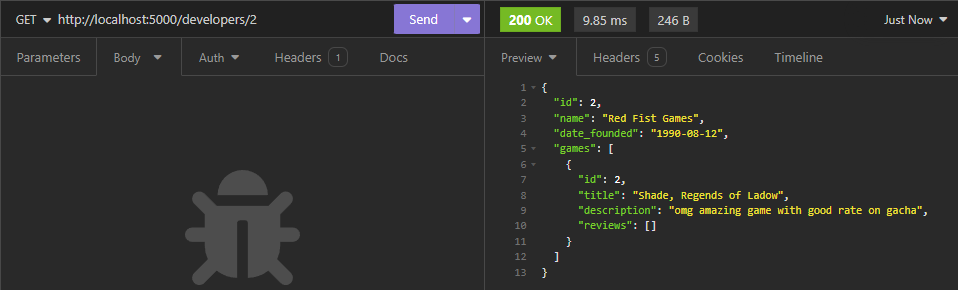 GET http://localhost:5000/developers/2 Send 200 OK 9.85 ms 246 B Just Now
Parameters Body Auth Headers 1 Docs Preview Headers 5 Cookies Timeline
1 {
2 "id": 2,
3 "name": "Red Fist Games",
4 "date_founded": "1990-08-12",
5 "games": [
6 {
7 "id": 2,
8 "title": "Shade, Regends of Ladow",
9 "description": "omg amazing game with good rate on gacha",
10 "reviews": []
11 }
12 ]
13 }